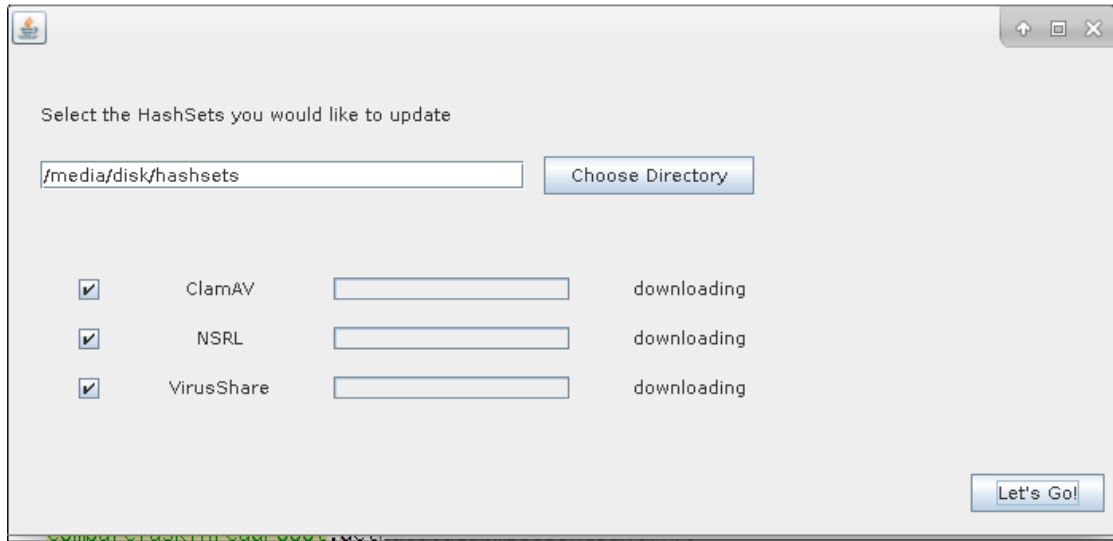 Select the HashSets you would like to update
/media/disk/hashsets
Choose Directory
ClamAV downloading
NSRL downloading
VirusShare downloading
Let's Go!